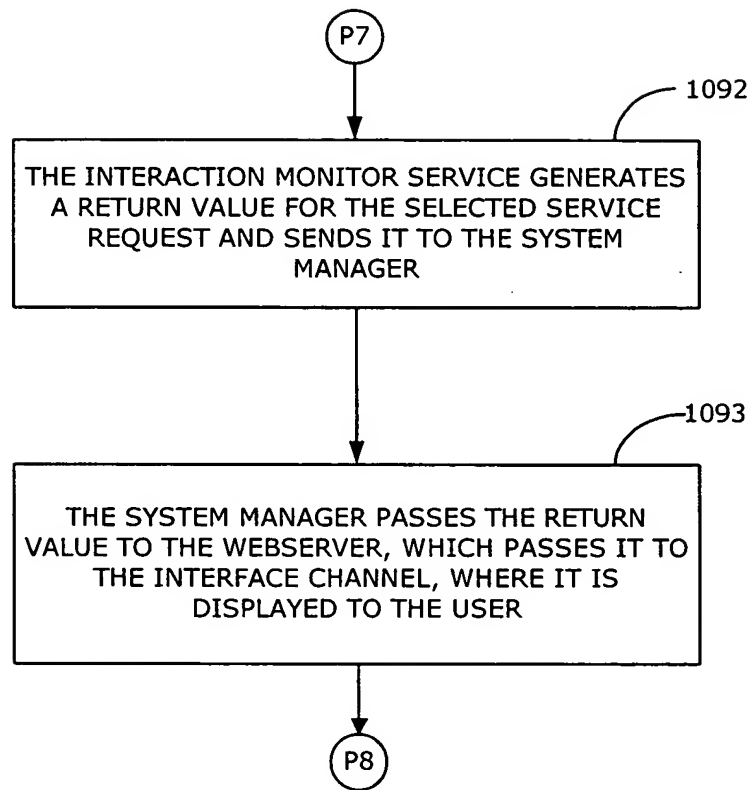 P7
1092
THE INTERACTION MONITOR SERVICE GENERATES
A RETURN VALUE FOR THE SELECTED SERVICE
REQUEST AND SENDS IT TO THE SYSTEM
MANAGER
1093
THE SYSTEM MANAGER PASSES THE RETURN
VALUE TO THE WEBSERVER, WHICH PASSES IT TO
THE INTERFACE CHANNEL, WHERE IT IS
DISPLAYED TO THE USER
P8